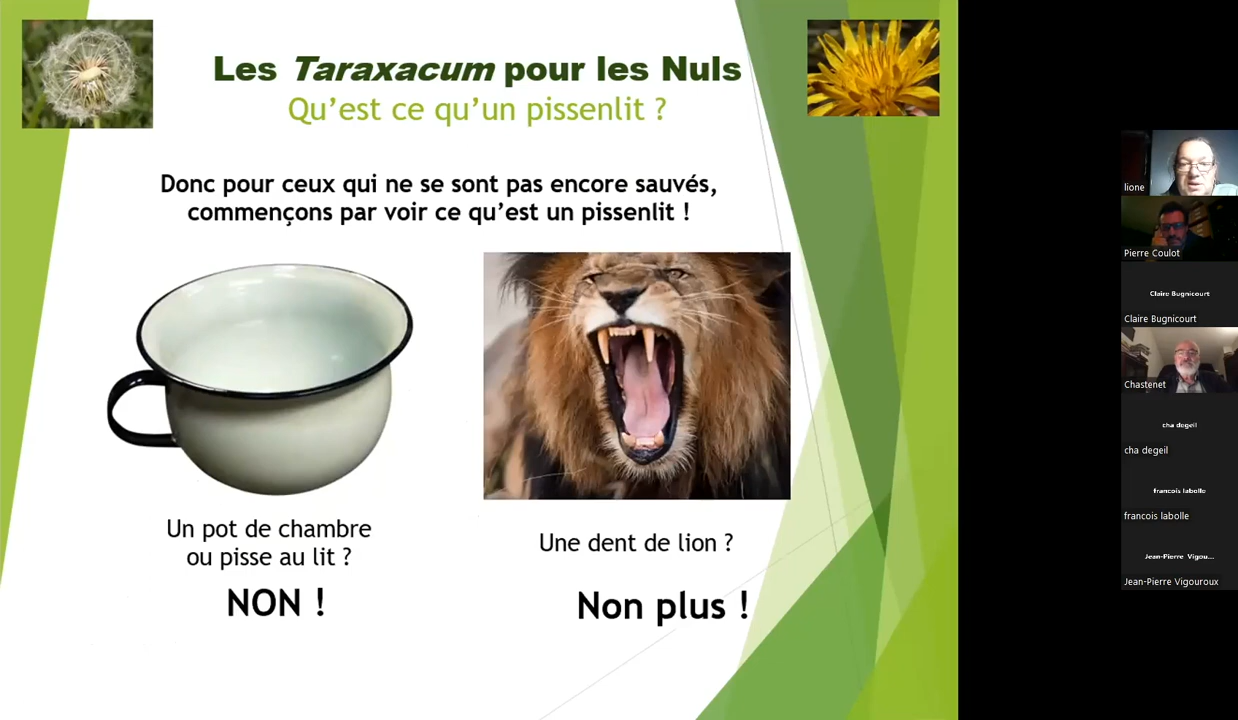 Les Taraxacum pour les Nuls
Qu’est ce qu’un pissenlit ?
Donc pour ceux qui ne se sont pas encore sauvés,
commençons par voir ce qu’est un pissenlit !
Un pot de chambre
ou pisse au lit ?
NON !
Une dent de lion ?
Non plus !
lione
Pierre Coulot
Claire Bugnicourt
Claire Bugnicourt
Chastenet
cha degeil
cha degeil
francois labolle
francois labolle
Jean-Pierre Vigou...
Jean-Pierre Vigouroux